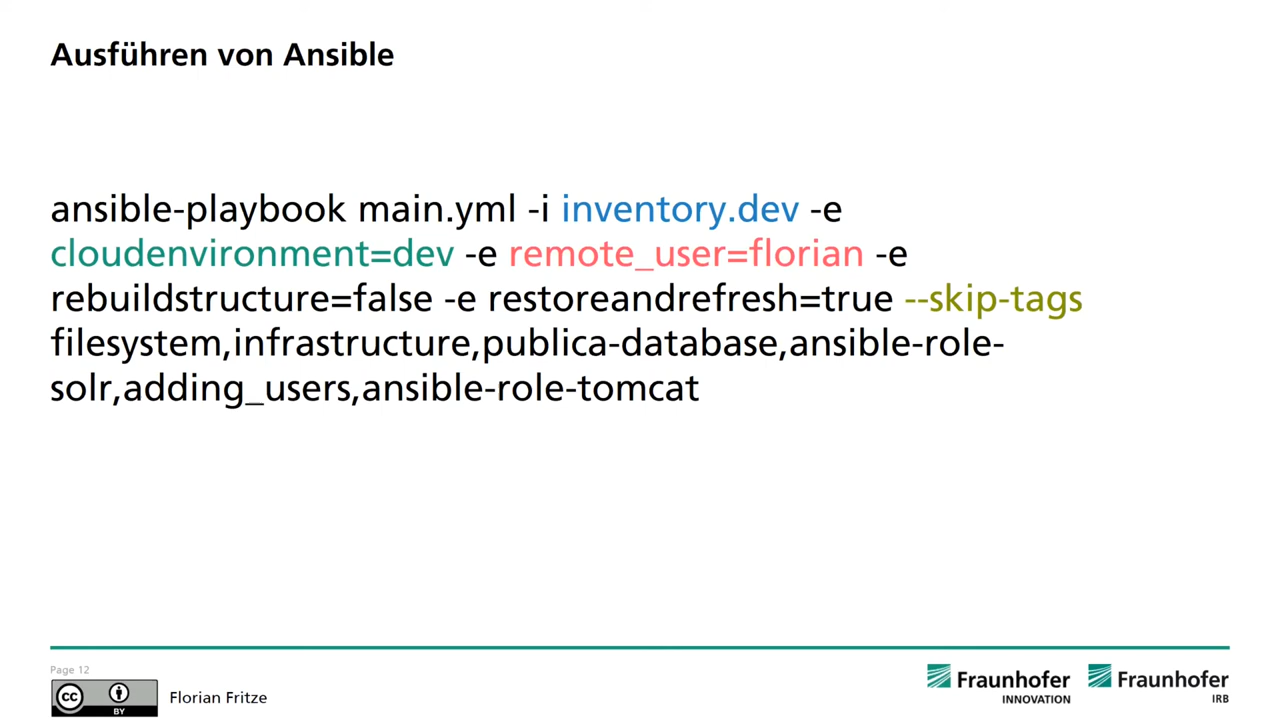 Ausführen von Ansible
ansible-playbook main.yml -i inventory.dev -e
cloudenvironment=dev -e remote_user=florian -e
rebuildstructure=false -e restoreandrefresh=true --skip-tags
filesystem,infrastructure,publica-database,ansible-role-
solr,adding_users,ansible-role-tomcat
Page 12
cc
BY
Florian Fritze
Fraunhofer
INNOVATION
Fraunhofer
IRB